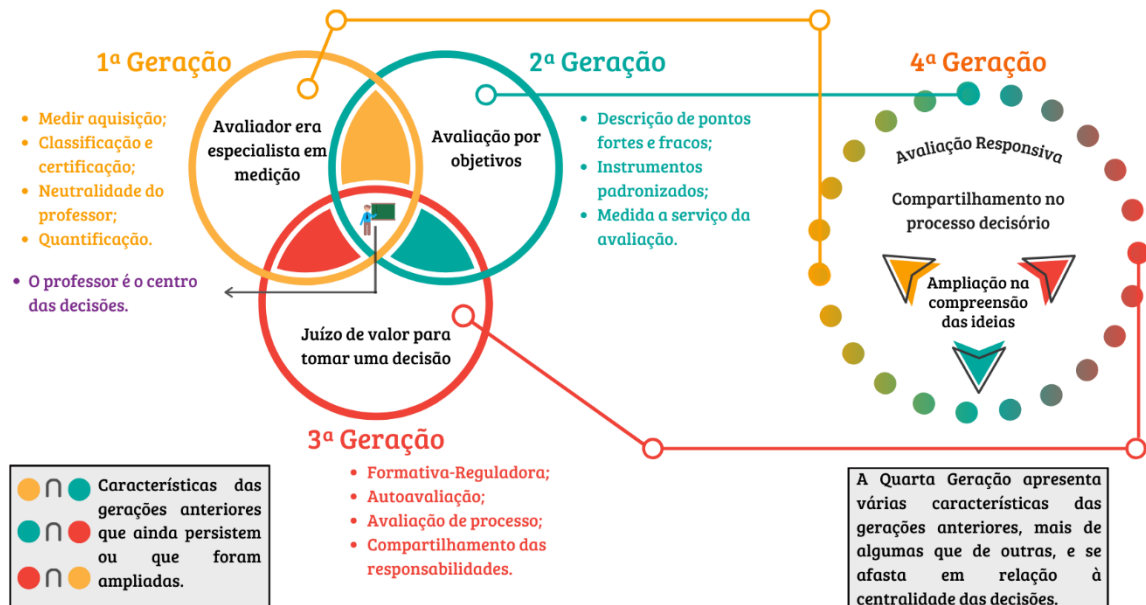 1ª Geração
• Medir aquisição;
• Classificação e
certificação;
• Neutralidade do
professor;
• Quantificação.
• O professor é o centro
das decisões.
Avaliador era
especialista em
medição
Avaliação por
objetivos
2ª Geração
• Descrição de pontos
fortes e fracos;
• Instrumentos
padronizados;
• Medida a serviço da
avaliação.
Juízo de valor para
tomar uma decisão
3ª Geração
• Formativa-Reguladora;
• Autoavaliação;
• Avaliação de processo;
• Compartilhamento das
responsabilidades.
4ª Geração
Avaliação Responsiva
Compartilhamento no
processo decisório
Ampliação na
compreensão
das ideias
∩
∩
∩
Características das
gerações anteriores
que ainda persistem
ou que foram
ampliadas.
A Quarta Geração apresenta
várias características das
gerações anteriores, mais de
algumas que de outras, e se
afasta em relação à
centralidade das decisões.